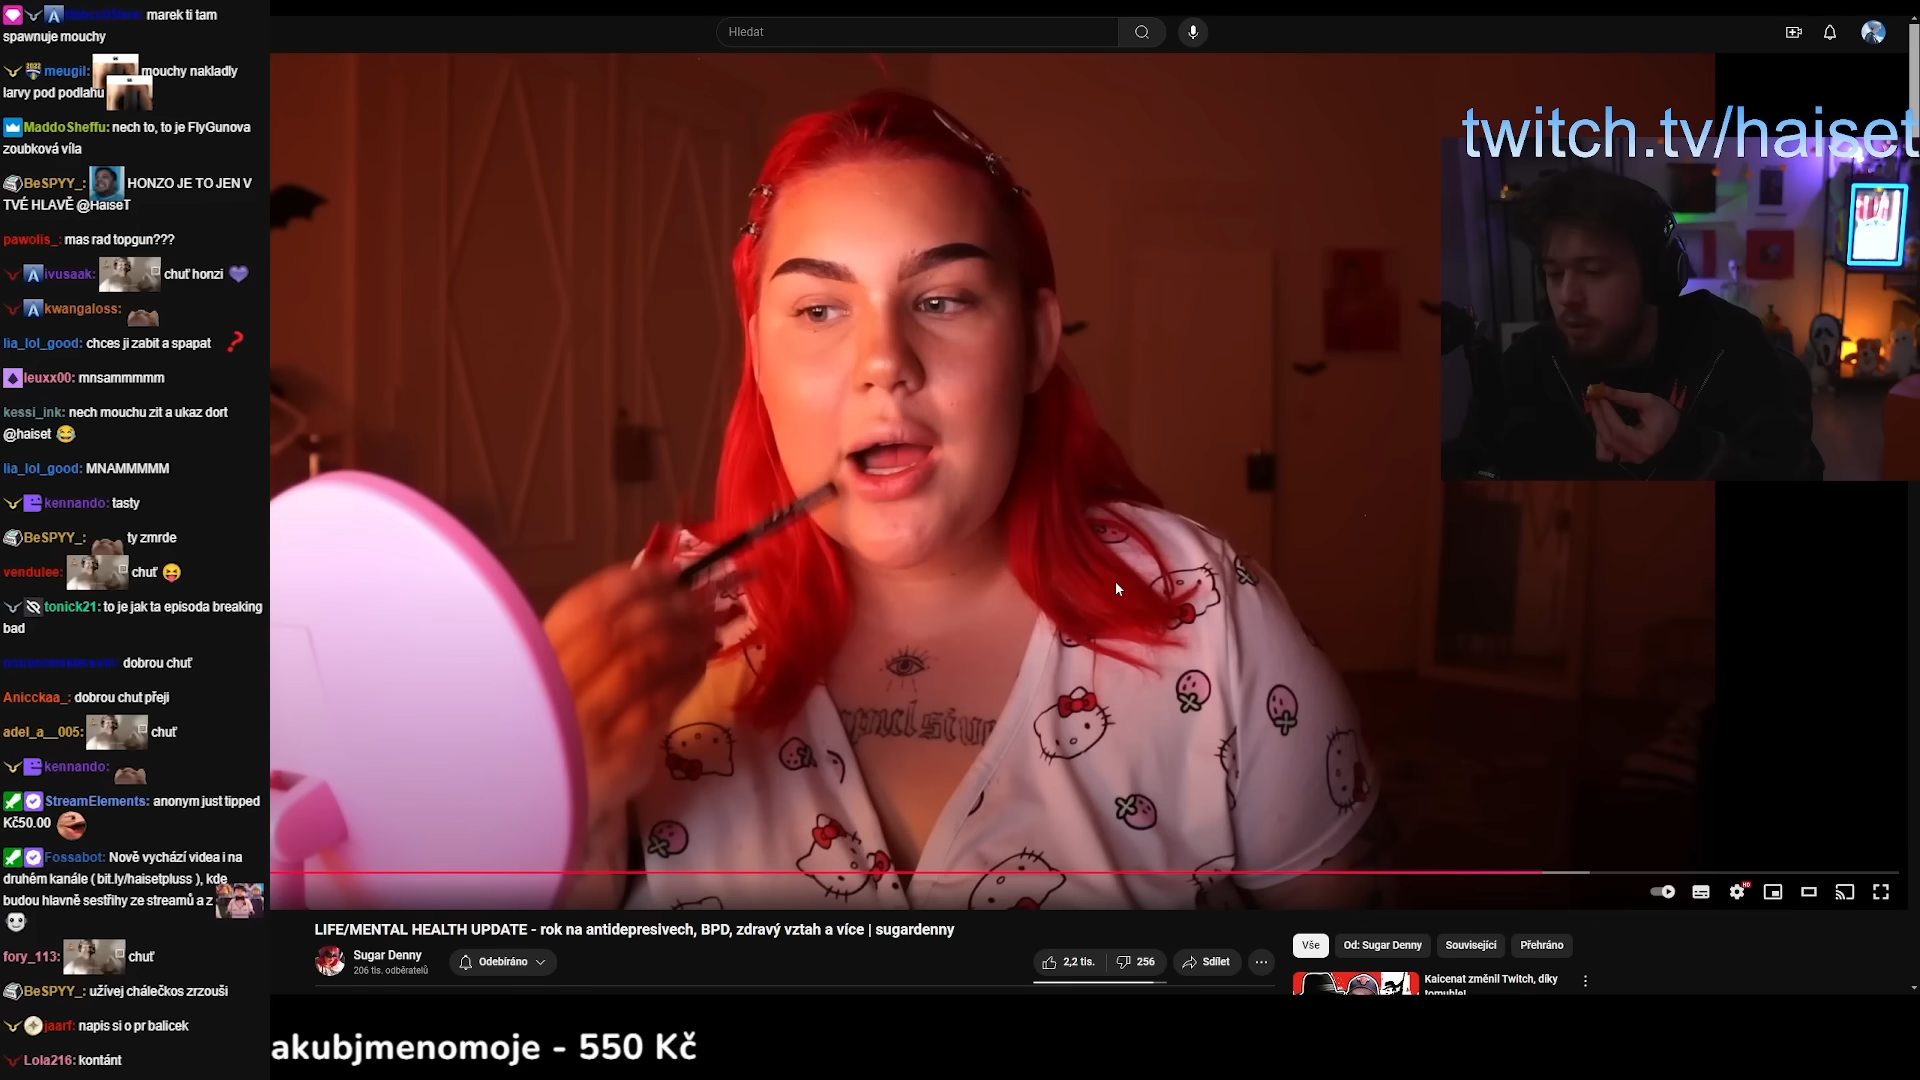 marek ti tam
spawnuje mouchy
meugil: mouchy nakladly
larvy pod podlahu
MaddoSheffu: nech to, to je FlyGunova
zoubková víla
BeSPYY_: HONZO JE TO JEN V
TVÉ HLAVĚ @HaiseT
pawolis_: mas rad topgun???
ivusaak: chuť honzi
kwangaloss:
lia_lol_good: chces ji zabit a spapat
leuxx00: mnsammmmm
kessi_ink: nech mouchu zit a ukaz dort
@haiset
lia_lol_good: MNAMMMMM
kennando: tasty
BeSPYY_: ty zmrde
vendulee: chuť
tonick21: to je jak ta episoda breaking
bad
dobrou chuť
Anicckaa_: dobrou chut přeji
adel_a__005: chuť
kennando:
StreamElements: anonym just tipped
Kč50.00
Fossabot: Nově vychází videa i na
druhém kanále ( bit.ly/haisetpluss ), kde
budou hlavně sestřihy ze streamů a z
fory_113: chuť
BeSPYY_: užívej chálečkos zrzouši
jaarf: napis si o pr balicek
Lola216: kontánt
Hledat
twitch.tv/haiset
LIFE/MENTAL HEALTH UPDATE - rok na antidepresivech, BPD, zdravý vztah a více | sugardenny
Sugar Denny
206 tis. odběratelů
Odebíráno
2,2 tis.
256
Sdílet
Vše
Od: Sugar Denny
Související
Přehráno
Kaicenat změnil Twitch, díky
tomuhle!
akubjmenomoje - 550 Kč